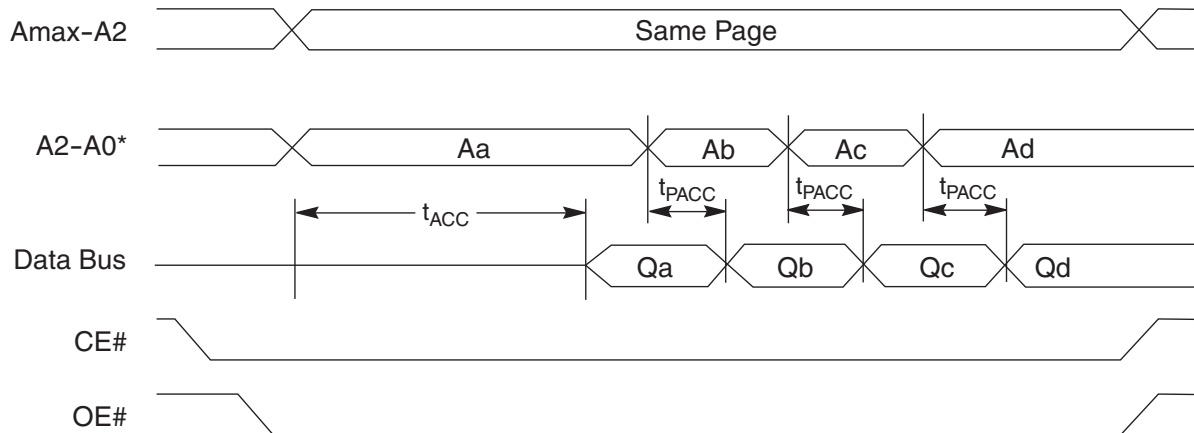 Amax-A2
Same Page
A2-A0*
Aa
Ab
Ac
Ad
tPACC
tPACC
tPACC
tACC
Data Bus
Qa
Qb
Qc
Qd
CE#
OE#